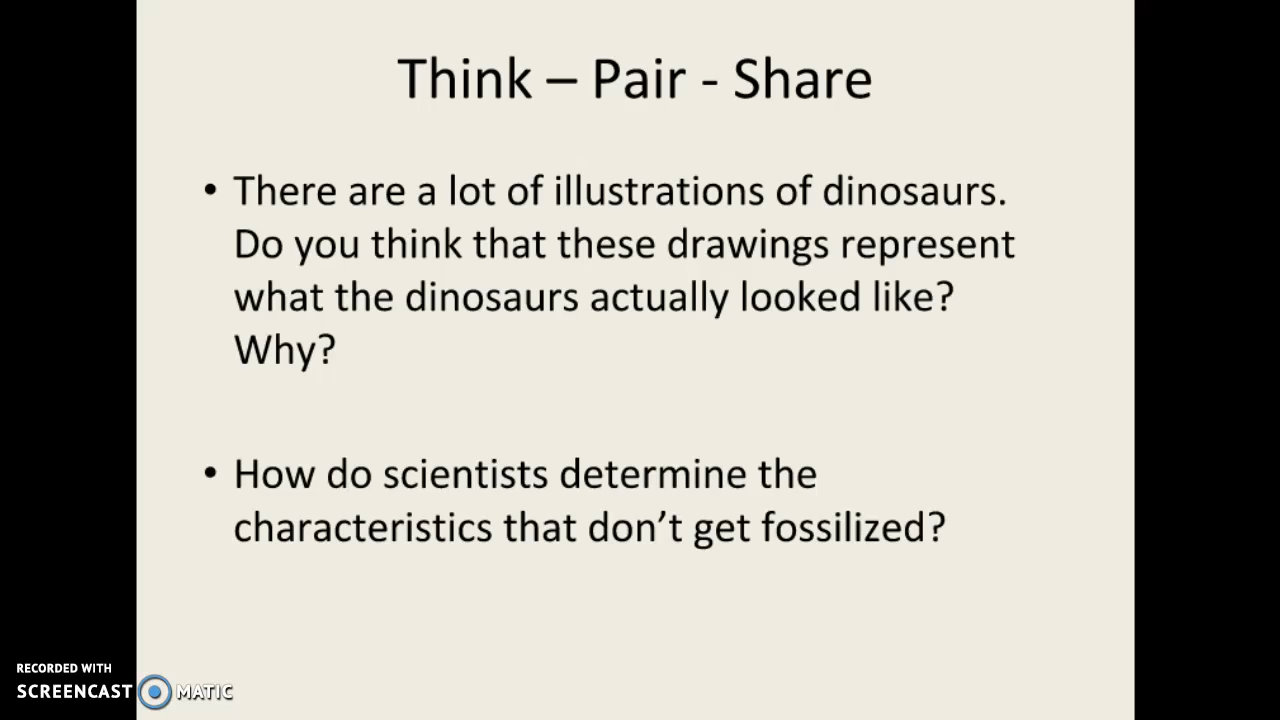 Think – Pair - Share
• There are a lot of illustrations of dinosaurs.
Do you think that these drawings represent
what the dinosaurs actually looked like?
Why?
• How do scientists determine the
characteristics that don’t get fossilized?
RECORDED WITH
SCREENCAST MATIC